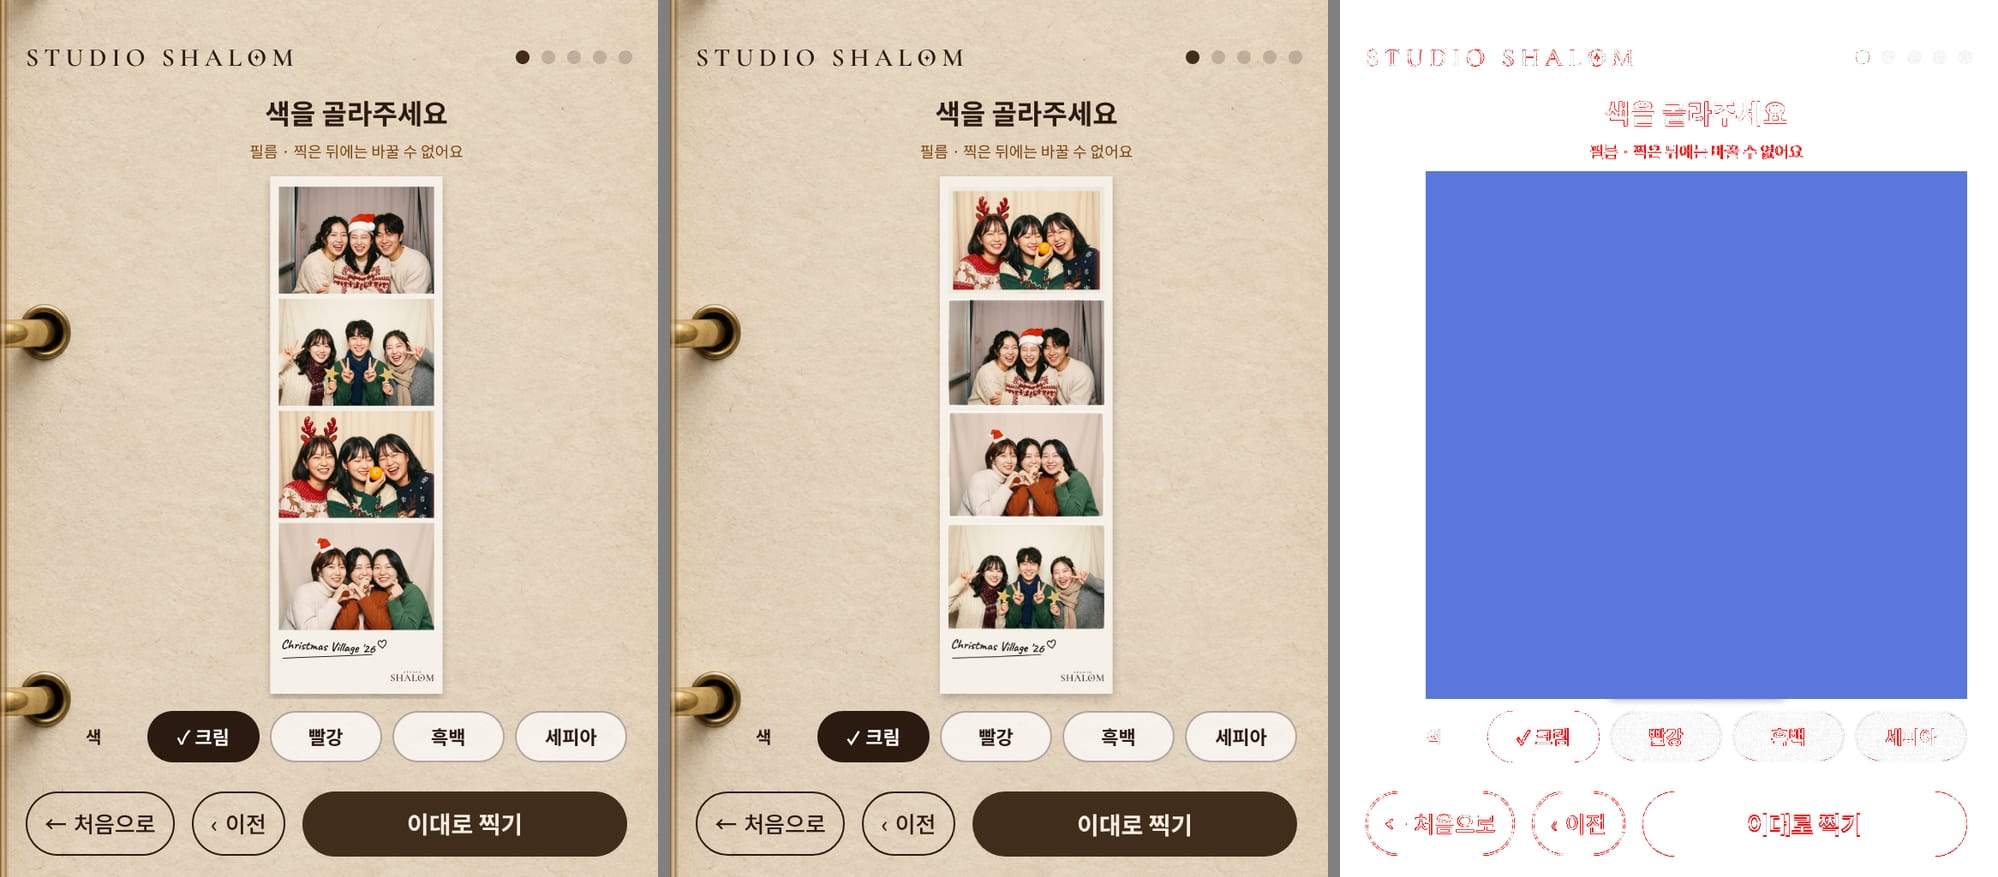 STUDIO SHALOM
색을 골라주세요
필름 · 찍은 뒤에는 바꿀 수 없어요
Christmas Village '26♡
STUDIO
SHALOM
색
✓ 크림
빨강
흑백
세피아
← 처음으로
‹ 이전
이대로 찍기
STUDIO SHALOM
색을 골라주세요
필름 · 찍은 뒤에는 바꿀 수 없어요
Christmas Village '26♡
STUDIO
SHALOM
색
✓ 크림
빨강
흑백
세피아
← 처음으로
‹ 이전
이대로 찍기
STUDIO SHALOM
색을 골라주세요
필름 · 찍은 뒤에는 바꿀 수 없어요
색
✓ 크림
빨강
흑백
세피아
처음으로
‹ 이전
이대로 찍기